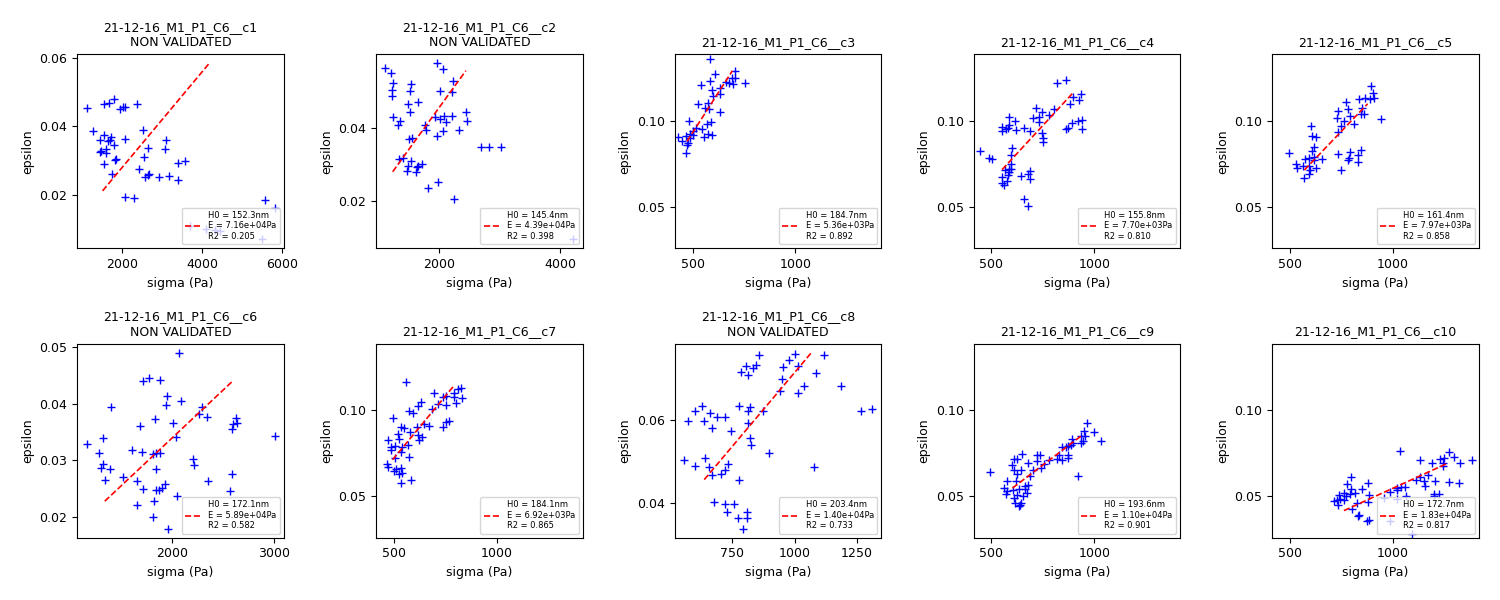 21-12-16_M1_P1_C6__c1
NON VALIDATED
0.06
0.04
0.02
epsilon
2000 4000 6000
sigma (Pa)
H0 = 152.3nm
E = 7.16e+04Pa
R2 = 0.205
21-12-16_M1_P1_C6__c2
NON VALIDATED
0.04
0.02
epsilon
2000 4000
sigma (Pa)
H0 = 145.4nm
E = 4.39e+04Pa
R2 = 0.398
21-12-16_M1_P1_C6__c3
0.10
0.05
epsilon
500 1000
sigma (Pa)
H0 = 184.7nm
E = 5.36e+03Pa
R2 = 0.892
21-12-16_M1_P1_C6__c4
0.10
0.05
epsilon
500 1000
sigma (Pa)
H0 = 155.8nm
E = 7.70e+03Pa
R2 = 0.810
21-12-16_M1_P1_C6__c5
0.10
0.05
epsilon
500 1000
sigma (Pa)
H0 = 161.4nm
E = 7.97e+03Pa
R2 = 0.858
21-12-16_M1_P1_C6__c6
NON VALIDATED
0.05
0.04
0.03
0.02
epsilon
2000 3000
sigma (Pa)
H0 = 172.1nm
E = 5.89e+04Pa
R2 = 0.582
21-12-16_M1_P1_C6__c7
0.10
0.05
epsilon
500 1000
sigma (Pa)
H0 = 184.1nm
E = 6.92e+03Pa
R2 = 0.865
21-12-16_M1_P1_C6__c8
NON VALIDATED
0.06
0.04
epsilon
750 1000 1250
sigma (Pa)
H0 = 203.4nm
E = 1.40e+04Pa
R2 = 0.733
21-12-16_M1_P1_C6__c9
0.10
0.05
epsilon
500 1000
sigma (Pa)
H0 = 193.6nm
E = 1.10e+04Pa
R2 = 0.901
21-12-16_M1_P1_C6__c10
0.10
0.05
epsilon
500 1000
sigma (Pa)
H0 = 172.7nm
E = 1.83e+04Pa
R2 = 0.817